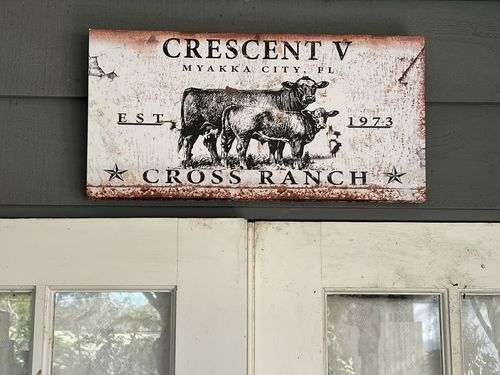 CRESCENT V
MYAKKA CITY, FL
EST. 1973
CROSS RANCH